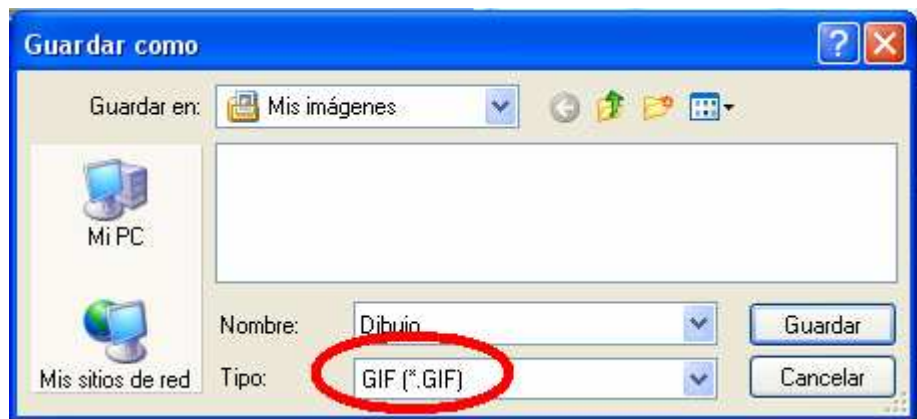 Guardar como
Guardar en: Mis imágenes
Mi PC
Mis sitios de red
Nombre: Dibujo
Guardar
Tipo: GIF (*.GIF)
Cancelar